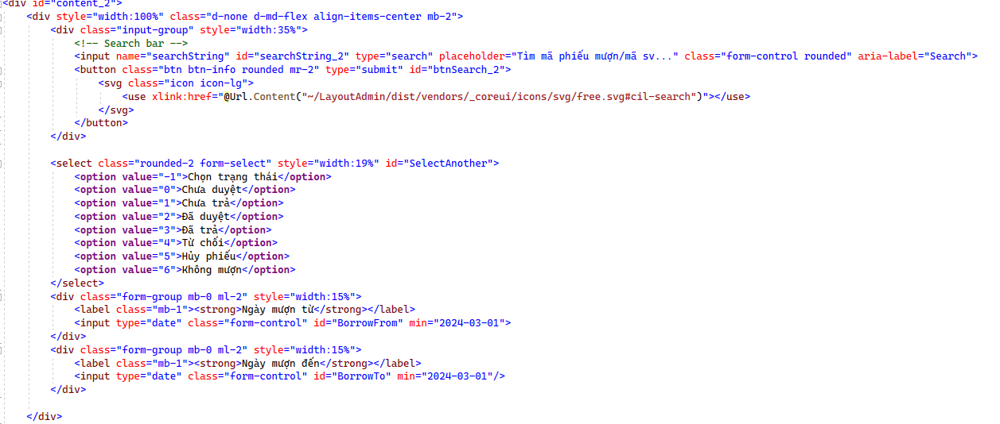 <div id="content_2">
<div style="width:100%" class="d-none d-md-flex align-items-center mb-2">
<div class="input-group" style="width:35%">
<!-- Search bar -->
<input name="searchString" id="searchString_2" type="search" placeholder="Tìm mã phiếu mượn/mã sv..." class="form-control rounded" aria-label="Search">
<button class="btn btn-info rounded mr-2" type="submit" id="btnSearch_2">
<svg class="icon icon-lg">
<use xlink:href="@Url.Content("~/LayoutAdmin/dist/vendors/_coreui/icons/svg/free.svg#cil-search")"></use>
</svg>
</button>
</div>
<select class="rounded-2 form-select" style="width:19%" id="SelectAnother">
<option value="-1">Chọn trạng thái</option>
<option value="0">Chưa duyệt</option>
<option value="1">Chưa trả</option>
<option value="2">Đã duyệt</option>
<option value="3">Đã trả</option>
<option value="4">Từ chối</option>
<option value="5">Hủy phiếu</option>
<option value="6">Không mượn</option>
</select>
<div class="form-group mb-0 ml-2" style="width:15%">
<label class="mb-1"><strong>Ngày mượn từ</strong></label>
<input type="date" class="form-control" id="BorrowFrom" min="2024-03-01">
</div>
<div class="form-group mb-0 ml-2" style="width:15%">
<label class="mb-1"><strong>Ngày mượn đến</strong></label>
<input type="date" class="form-control" id="BorrowTo" min="2024-03-01"/>
</div>
</div>